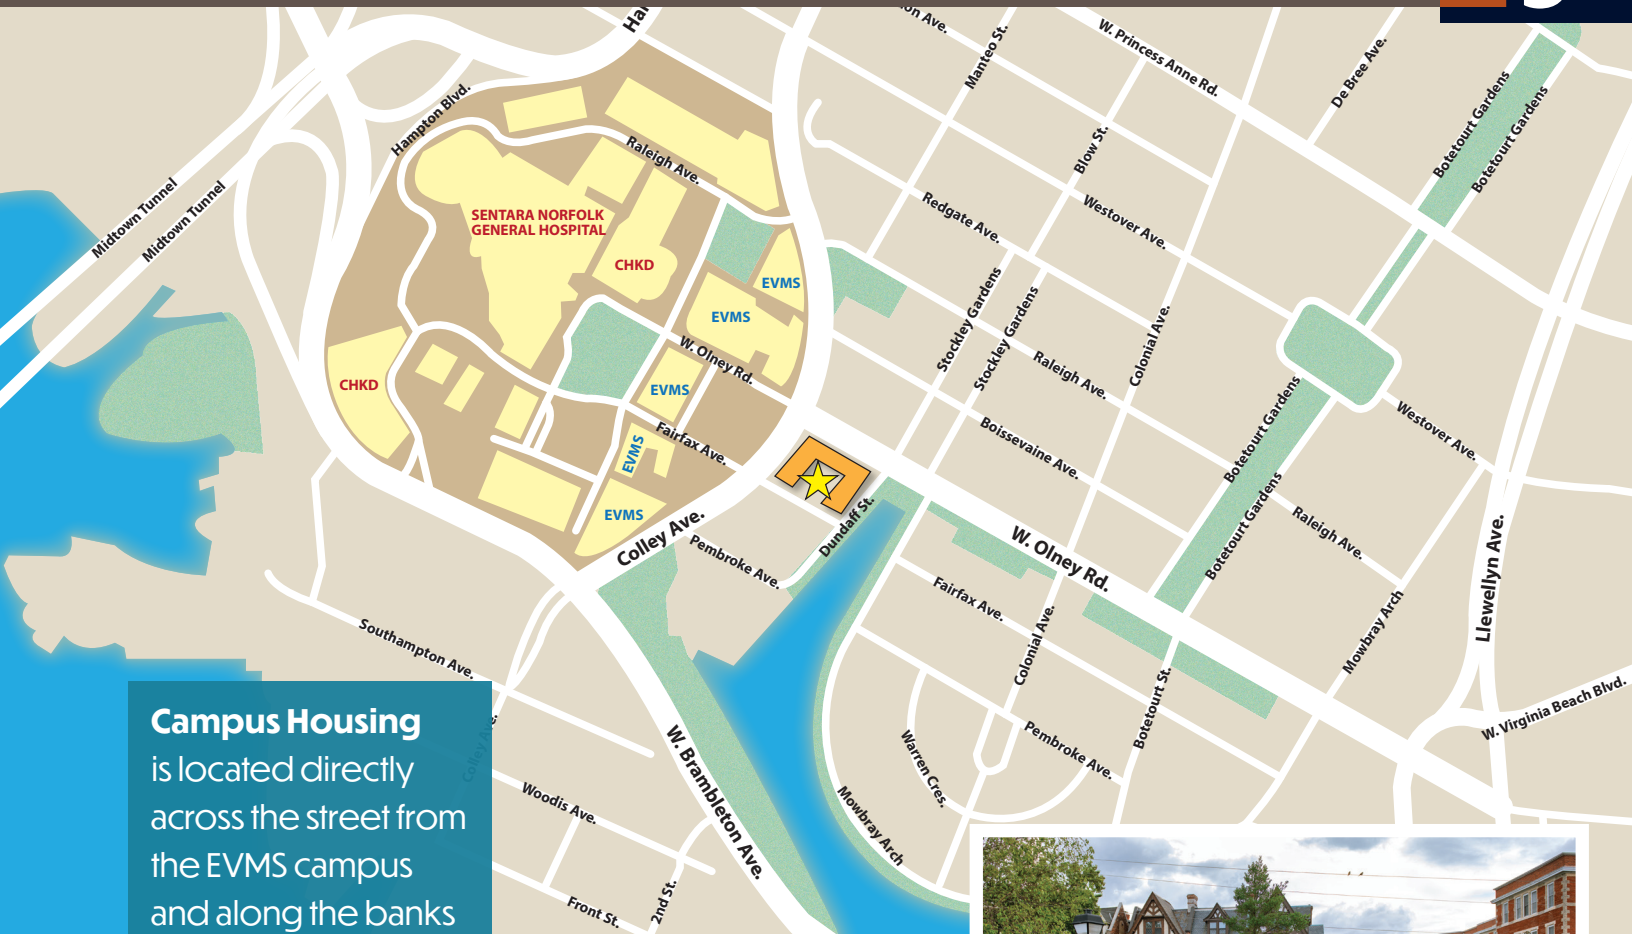 Ha
on Ave.
Manteo St.
W. Princess Anne Rd.
De Bree Ave.
Botetourt Gardens
Botetourt Gardens
Hampton Blvd.
Raleigh Ave.
Blow St.
Midtown Tunnel
Midtown Tunnel
SENTARA NORFOLK
GENERAL HOSPITAL
CHKD
EVMS
EVMS
Redgate Ave.
Westover Ave.
Stockley Gardens
Stockley Gardens
Colonial Ave.
W. Olney Rd.
CHKD
EVMS
Raleigh Ave.
Botetourt Gardens
Westover Ave.
Fairfax Ave.
EVMS
Boissevaine Ave.
Botetourt Gardens
EVMS
Colley Ave.
Dundaff St.
Pembroke Ave.
W. Olney Rd.
Raleigh Ave.
Llewellyn Ave.
Fairfax Ave.
Colonial Ave.
Mowbray Arch
Southampton Ave.
Botetourt St.
W. Virginia Beach Blvd.
Colley Ave.
Pembroke Ave.
Warren Cres.
W. Brambleton Ave.
Mowbray Arch
Woodis Ave.
Front St.
2nd St.
Campus Housing
is located directly
across the street from
the EVMS campus
and along the banks